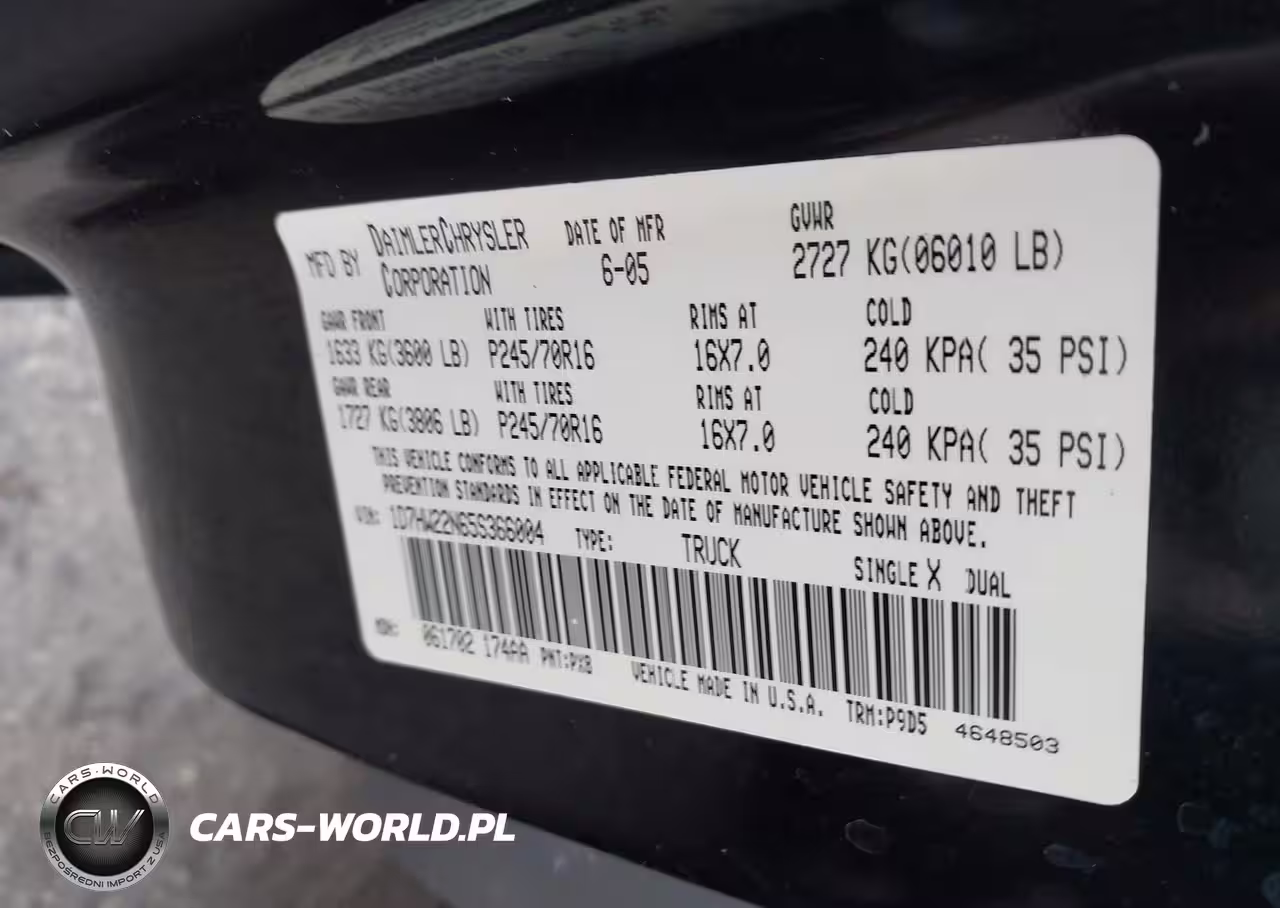 MFD BY DAIMLERCHRYSLER CORPORATION
DATE OF MFR
6-05
GVWR
2727 KG(06010 LB)
GAWR FRONT WITH TIRES RIMS AT COLD
1633 KG(3600 LB) P245/70R16 16X7.0 240 KPA( 35 PSI)
GAWR REAR WITH TIRES RIMS AT COLD
1727 KG(3806 LB) P245/70R16 16X7.0 240 KPA( 35 PSI)
THIS VEHICLE CONFORMS TO ALL APPLICABLE FEDERAL MOTOR VEHICLE SAFETY AND THEFT
PREVENTION STANDARDS IN EFFECT ON THE DATE OF MANUFACTURE SHOWN ABOVE.
VIN: 1D7HW22N65S366004 TYPE: TRUCK SINGLE X DUAL
MDH: 061702 174AA PNT:PXB VEHICLE MADE IN U.S.A. TRM:P9D5 4648503
CARS-WORLD
CW
BEZPOŚREDNI IMPORT Z USA
CARS-WORLD.PL